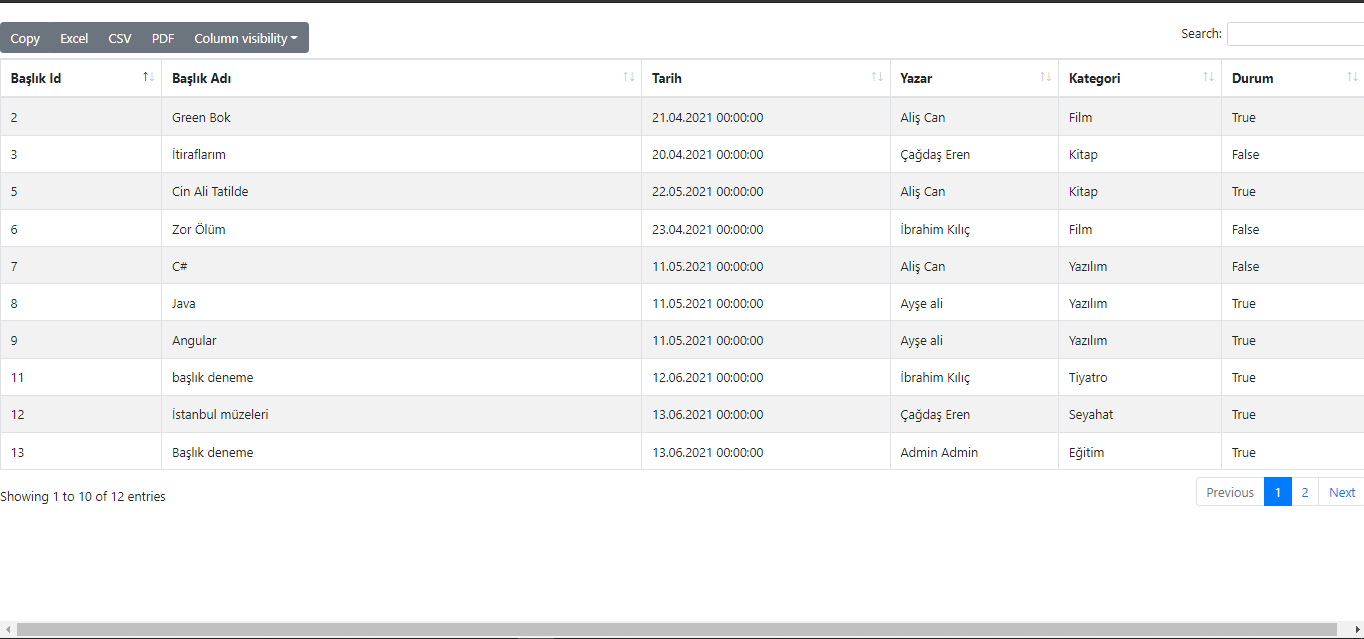 Copy Excel CSV PDF Column visibility Search:
Başlık Id Başlık Adı Tarih Yazar Kategori Durum
2 Green Bok 21.04.2021 00:00:00 Aliş Can Film True
3 İtiraflarım 20.04.2021 00:00:00 Çağdaş Eren Kitap False
5 Cin Ali Tatilde 22.05.2021 00:00:00 Aliş Can Kitap True
6 Zor Ölüm 23.04.2021 00:00:00 İbrahim Kılıç Film False
7 C# 11.05.2021 00:00:00 Aliş Can Yazılım False
8 Java 11.05.2021 00:00:00 Ayşe ali Yazılım True
9 Angular 11.05.2021 00:00:00 Ayşe ali Yazılım True
11 başlık deneme 12.06.2021 00:00:00 İbrahim Kılıç Tiyatro True
12 İstanbul müzeleri 13.06.2021 00:00:00 Çağdaş Eren Seyahat True
13 Başlık deneme 13.06.2021 00:00:00 Admin Admin Eğitim True
Showing 1 to 10 of 12 entries Previous 1 2 Next